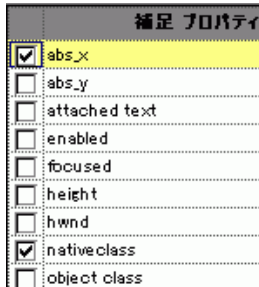 補足 プロパティ
abs_x
abs_y
attached text
enabled
focused
height
hwnd
nativeclass
object class